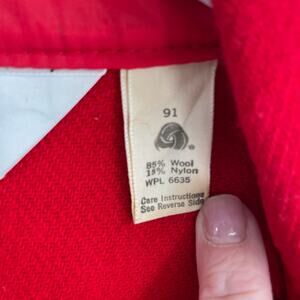 91
85% Wool
15% Nylon
WPL 6635
Care Instructions
See Reverse Side